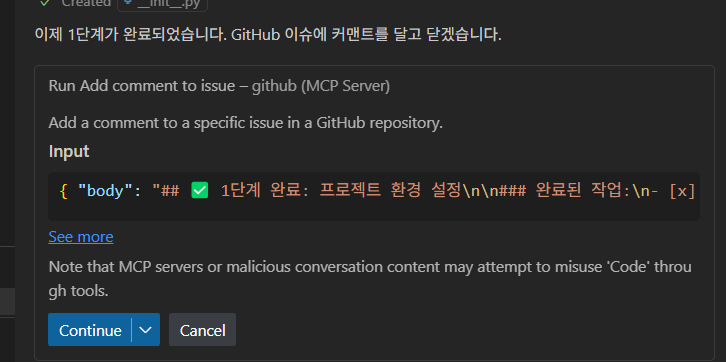 Created __init__.py
이제 1단계가 완료되었습니다. GitHub 이슈에 커맨트를 달고 닫겠습니다.
Run Add comment to issue – github (MCP Server)
Add a comment to a specific issue in a GitHub repository.
Input
{ "body": "## ✅ 1단계 완료: 프로젝트 환경 설정\n\n### 완료된 작업:\n- [x]
See more
Note that MCP servers or malicious conversation content may attempt to misuse 'Code' throu
gh tools.
Continue
Cancel